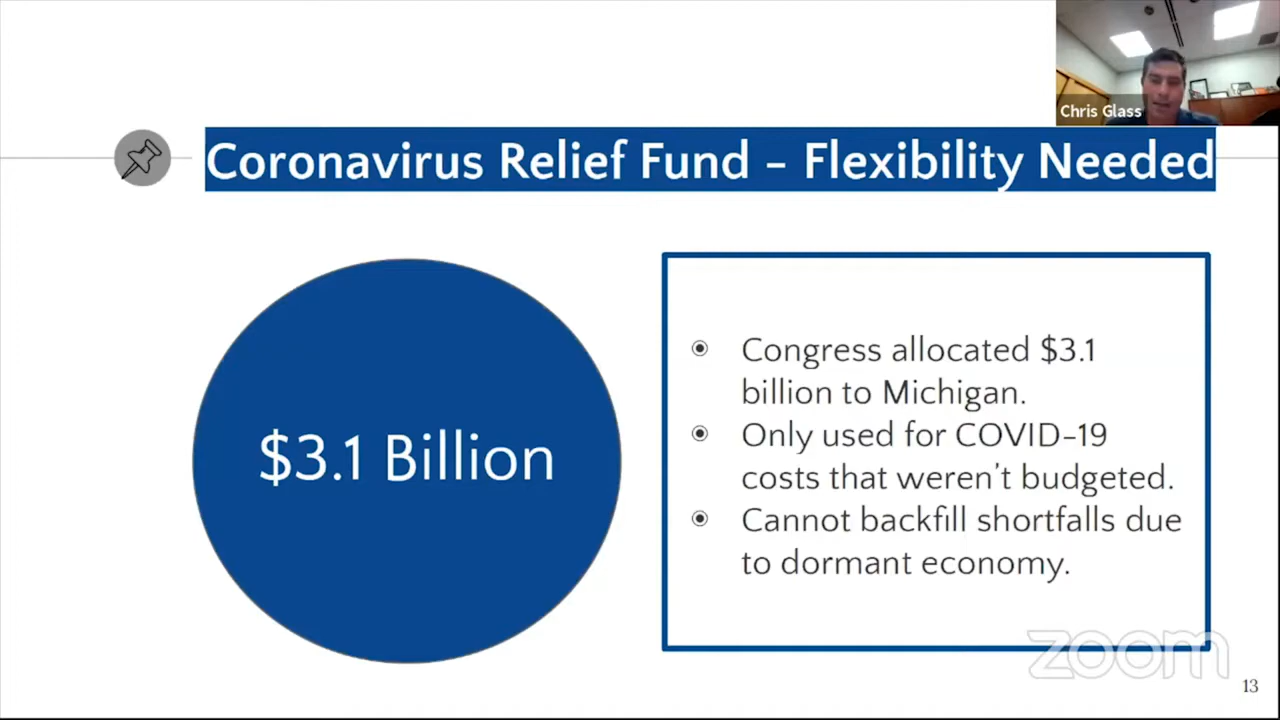 Chris Glass
Coronavirus Relief Fund – Flexibility Needed
$3.1 Billion
Congress allocated $3.1
billion to Michigan.
Only used for COVID-19
costs that weren't budgeted.
Cannot backfill shortfalls due
to dormant economy.
zoom
13